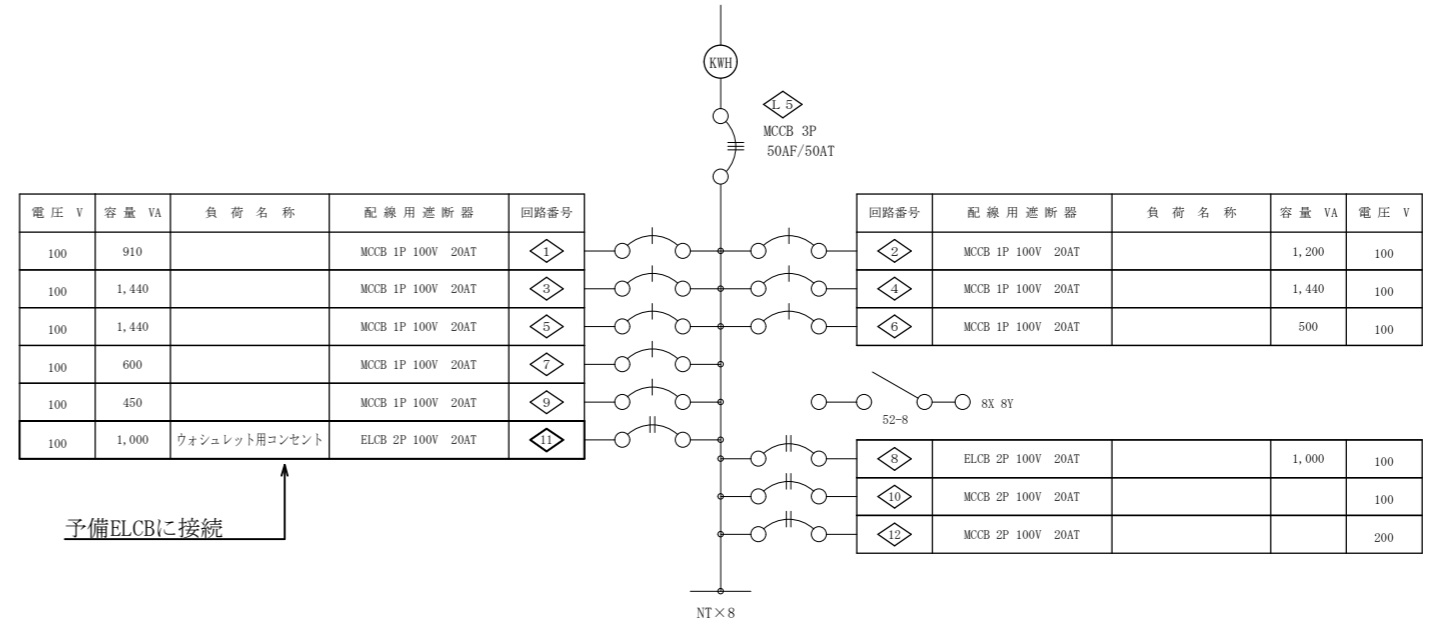 KWH
L 5
MCCB 3P
50AF/50AT
電 圧 V 容 量 VA 負 荷 名 称 配 線 用 遮 断 器 回路番号
100 910 MCCB 1P 100V 20AT 1
100 1,440 MCCB 1P 100V 20AT 3
100 1,440 MCCB 1P 100V 20AT 5
100 600 MCCB 1P 100V 20AT 7
100 450 MCCB 1P 100V 20AT 9
100 1,000 ウォシュレット用コンセント ELCB 2P 100V 20AT 11
予備ELCBに接続
回路番号 配 線 用 遮 断 器 負 荷 名 称 容 量 VA 電 圧 V
2 MCCB 1P 100V 20AT 1,200 100
4 MCCB 1P 100V 20AT 1,440 100
6 MCCB 1P 100V 20AT 500 100
52-8 8X 8Y
8 ELCB 2P 100V 20AT 1,000 100
10 MCCB 2P 100V 20AT 100
12 MCCB 2P 100V 20AT 200
NT×8